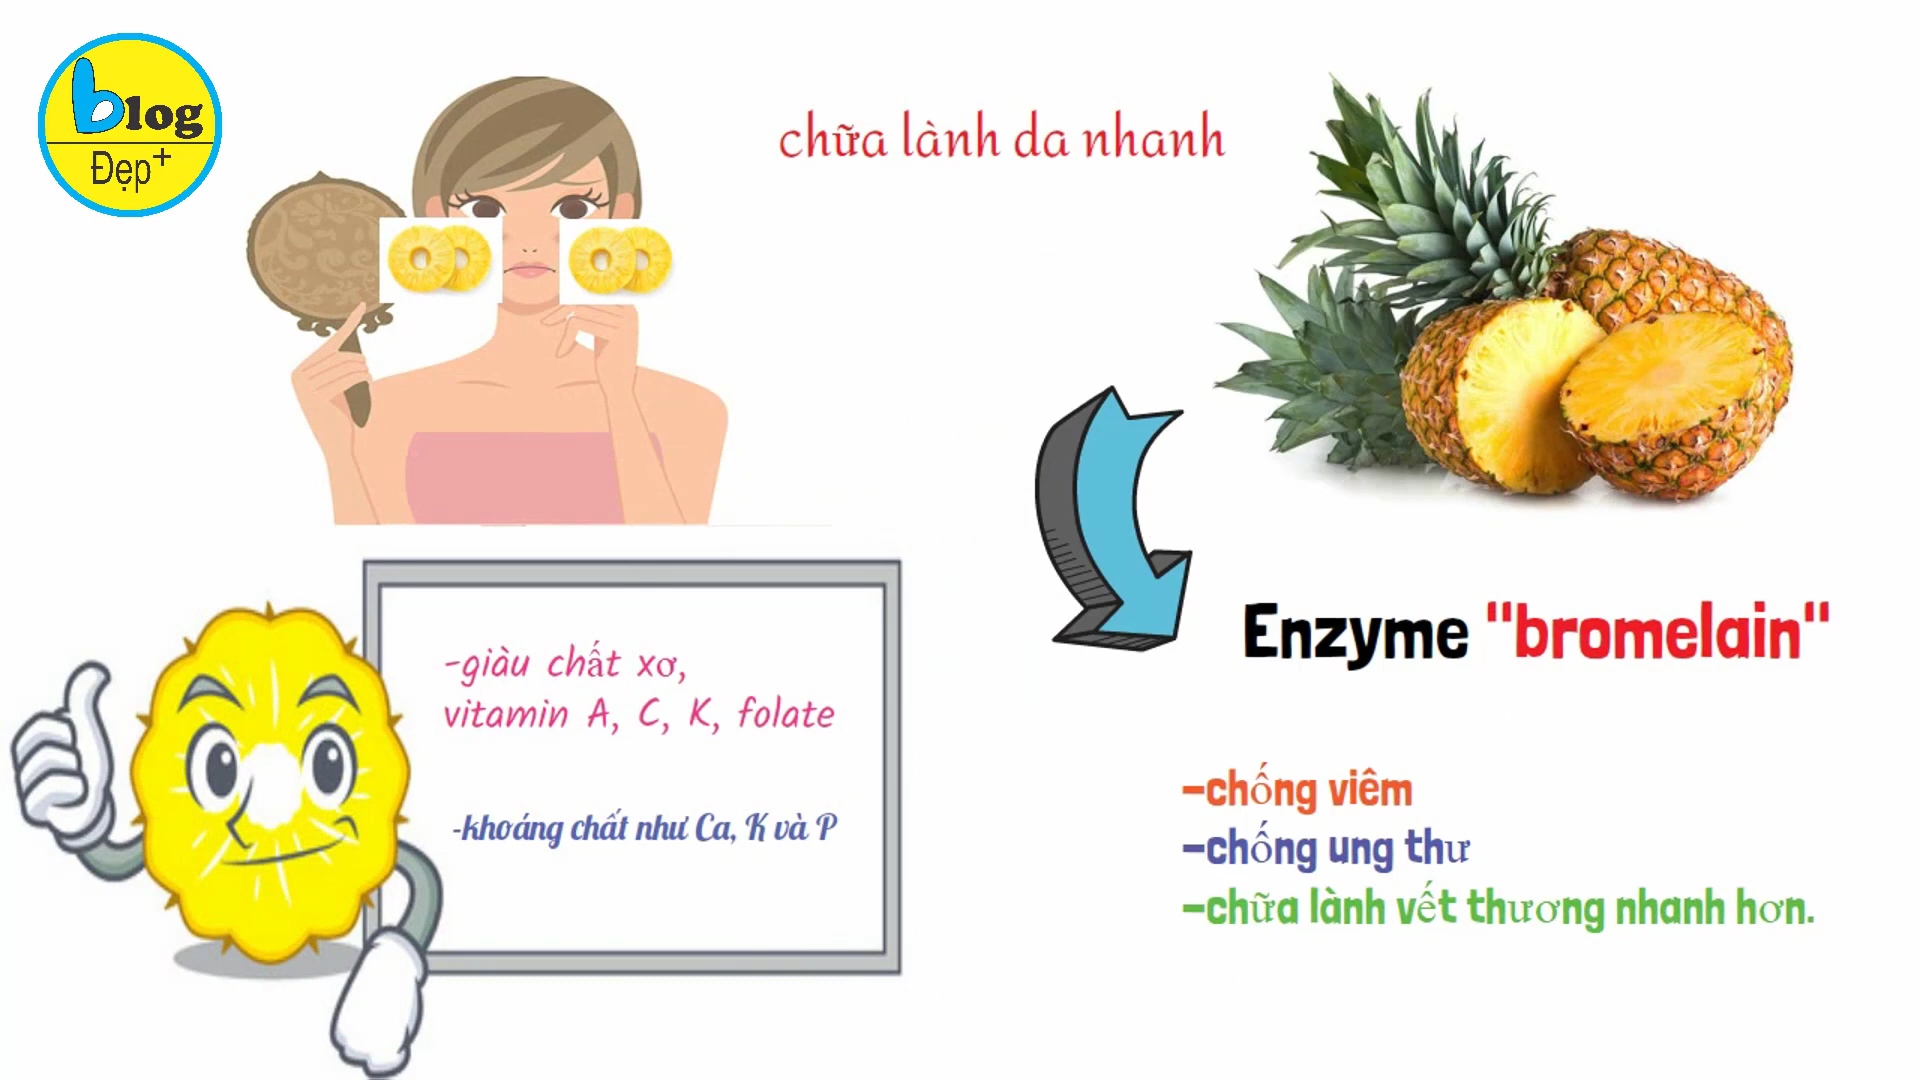 blog
Đẹp+
chữa lành da nhanh
-giàu chất xơ,
vitamin A, C, K, folate
-khoáng chất như Ca, K và P
Enzyme "bromelain"
-chống viêm
-chống ung thư
-chữa lành vết thương nhanh hơn.